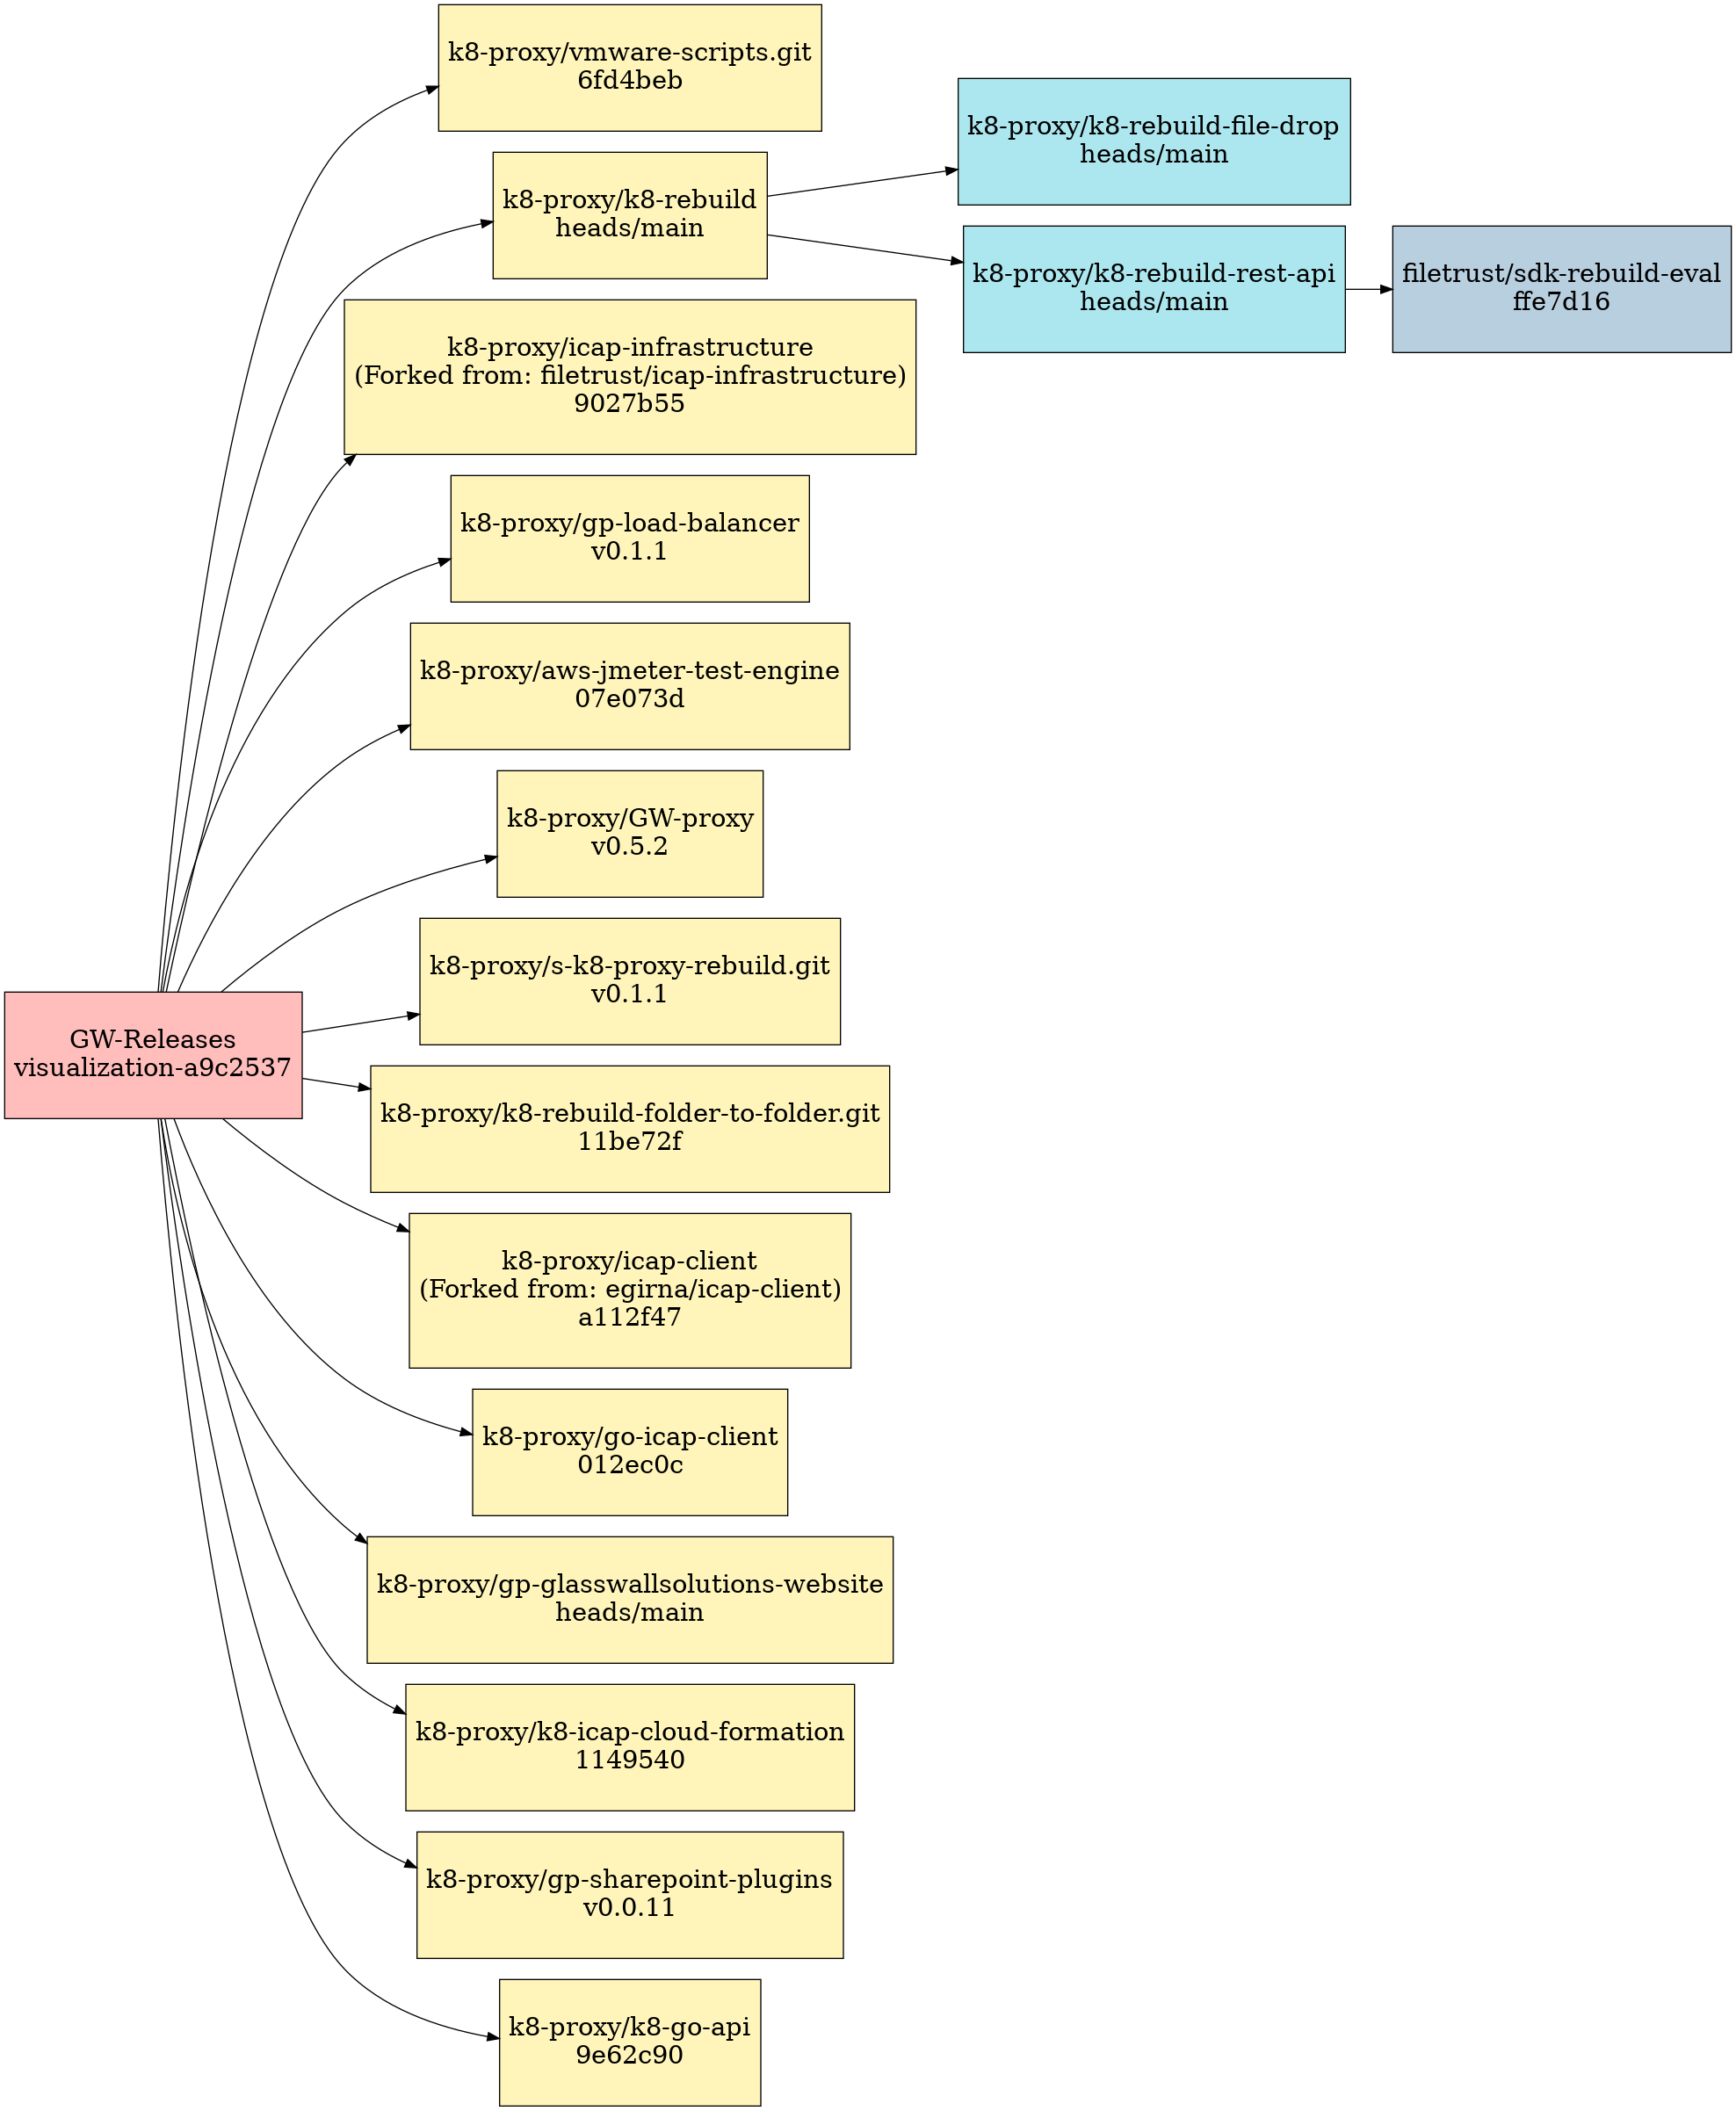 k8-proxy/vmware-scripts.git
6fd4beb
k8-proxy/k8-rebuild-file-drop
heads/main
k8-proxy/k8-rebuild
heads/main
k8-proxy/k8-rebuild-rest-api
heads/main
filetrust/sdk-rebuild-eval
ffe7d16
k8-proxy/icap-infrastructure
(Forked from: filetrust/icap-infrastructure)
9027b55
k8-proxy/gp-load-balancer
v0.1.1
k8-proxy/aws-jmeter-test-engine
07e073d
k8-proxy/GW-proxy
v0.5.2
k8-proxy/s-k8-proxy-rebuild.git
v0.1.1
GW-Releases
visualization-a9c2537
k8-proxy/k8-rebuild-folder-to-folder.git
11be72f
k8-proxy/icap-client
(Forked from: egirna/icap-client)
a112f47
k8-proxy/go-icap-client
012ec0c
k8-proxy/gp-glasswallsolutions-website
heads/main
k8-proxy/k8-icap-cloud-formation
1149540
k8-proxy/gp-sharepoint-plugins
v0.0.11
k8-proxy/k8-go-api
9e62c90